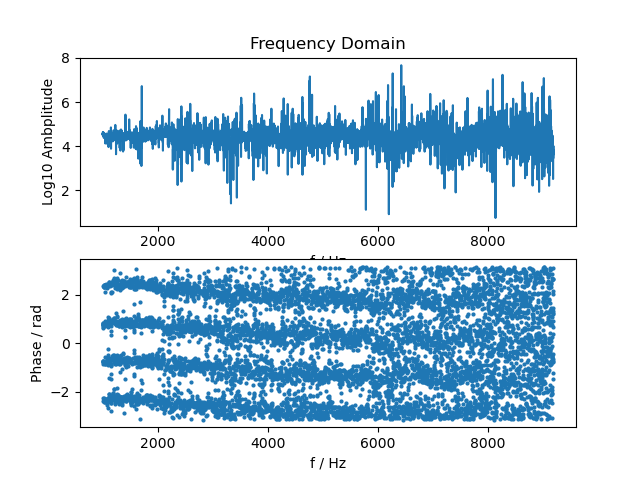 Frequency Domain
Log10 Ambplitude
8
6
4
2
2000 4000 6000 8000
f / Hz
Phase / rad
2
0
−2
2000 4000 6000 8000
f / Hz